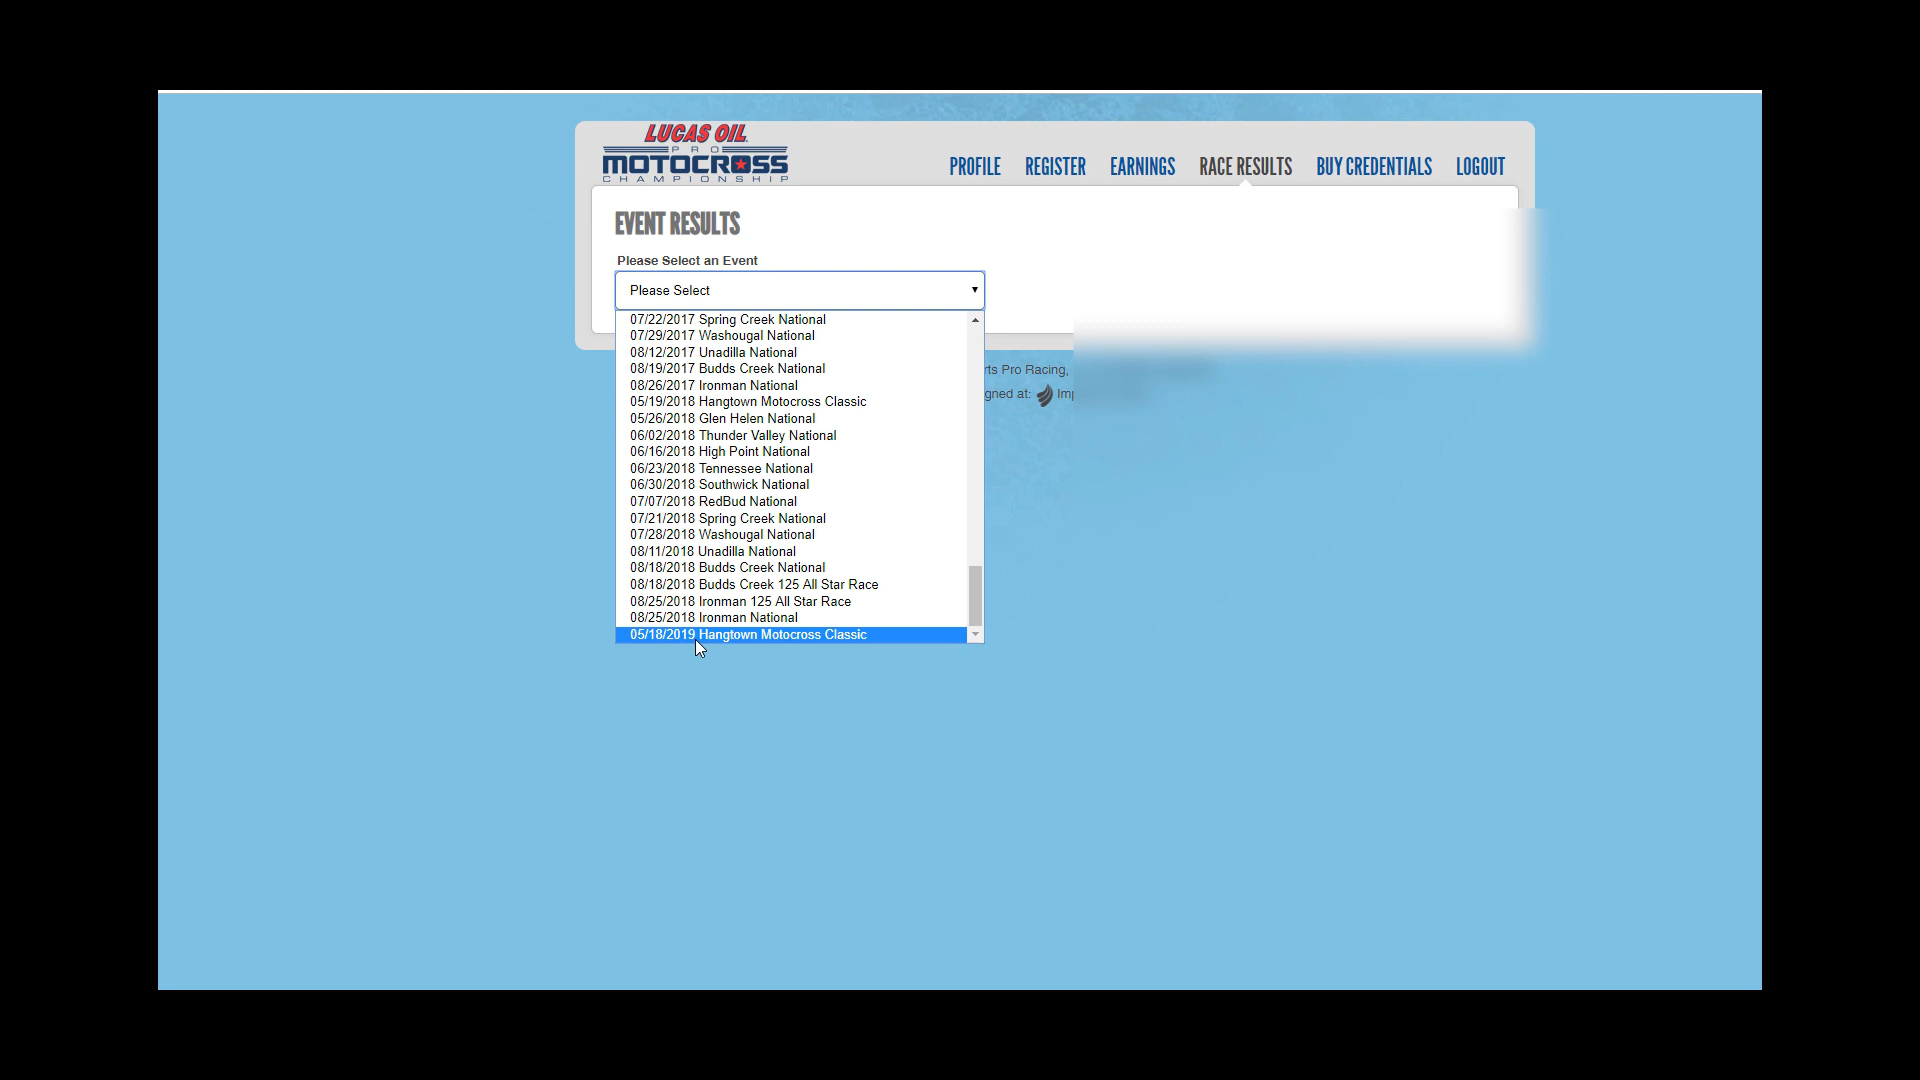 LUCAS OIL
PRO
MOTOCROSS
CHAMPIONSHIP
PROFILE REGISTER EARNINGS RACE RESULTS BUY CREDENTIALS LOGOUT
EVENT RESULTS
Please Select an Event
Please Select
07/22/2017 Spring Creek National
07/29/2017 Washougal National
08/12/2017 Unadilla National
08/19/2017 Budds Creek National
08/26/2017 Ironman National
05/19/2018 Hangtown Motocross Classic
05/26/2018 Glen Helen National
06/02/2018 Thunder Valley National
06/16/2018 High Point National
06/23/2018 Tennessee National
06/30/2018 Southwick National
07/07/2018 RedBud National
07/21/2018 Spring Creek National
07/28/2018 Washougal National
08/11/2018 Unadilla National
08/18/2018 Budds Creek National
08/18/2018 Budds Creek 125 All Star Race
08/25/2018 Ironman 125 All Star Race
08/25/2018 Ironman National
05/18/2019 Hangtown Motocross Classic
rts Pro Racing,
gned at: Imp